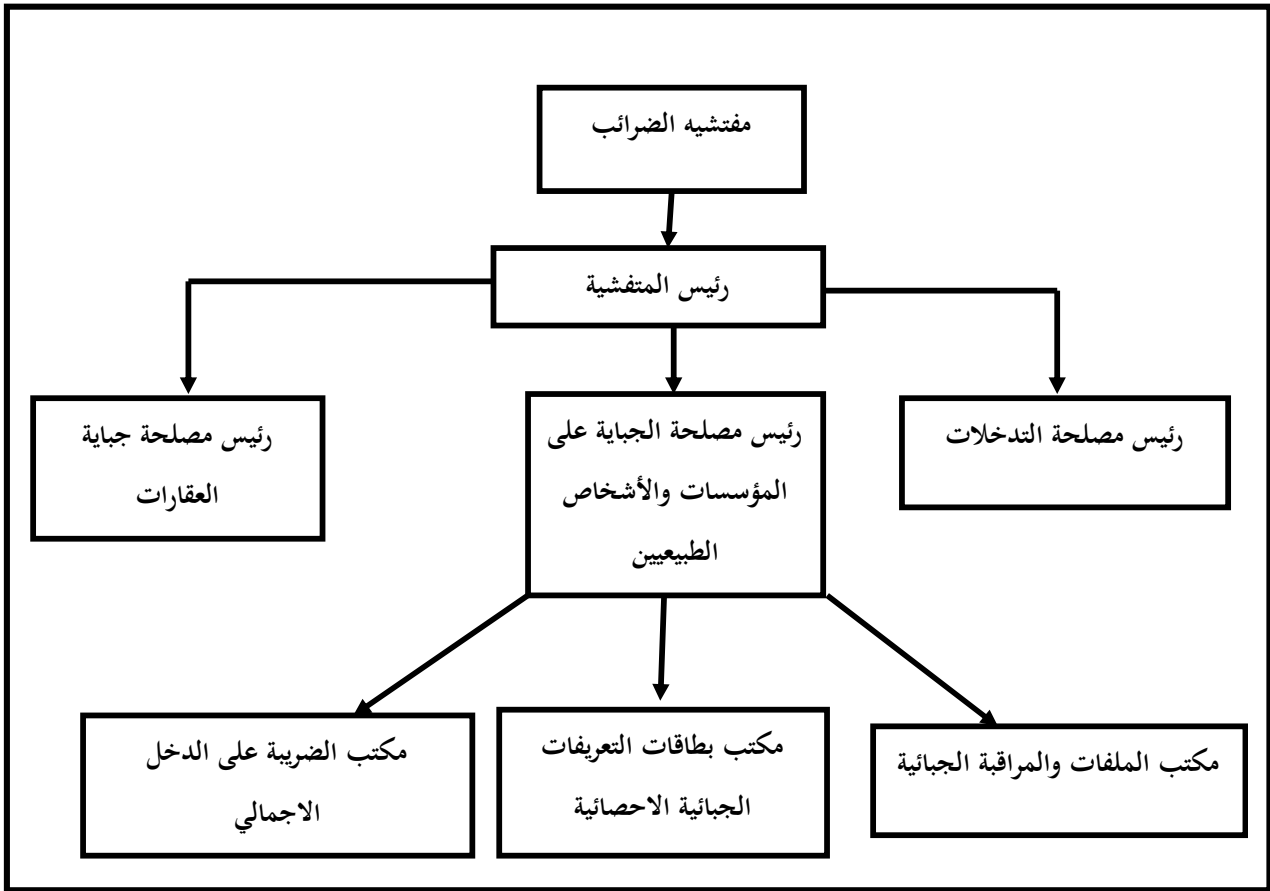 مفتشيه الضرائب
رئيس المتفشية
رئيس مصلحة التدخلات
رئيس مصلحة الجباية على
المؤسسات والأشخاص
الطبيعيين
رئيس مصلحة جباية
العقارات
مكتب الملفات والمراقبة الجبائية
مكتب بطاقات التعريفات
الجبائية الاحصائية
مكتب الضريبة على الدخل
الاجمالي